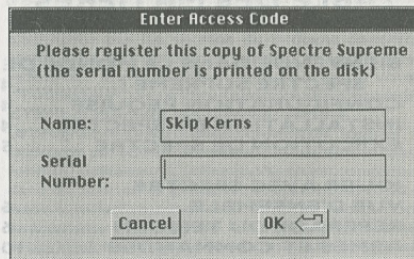 Enter Access Code
Please register this copy of Spectre Supreme
(the serial number is printed on the disk)
Name:
Skip Kerns
Serial
Number:
Cancel
OK